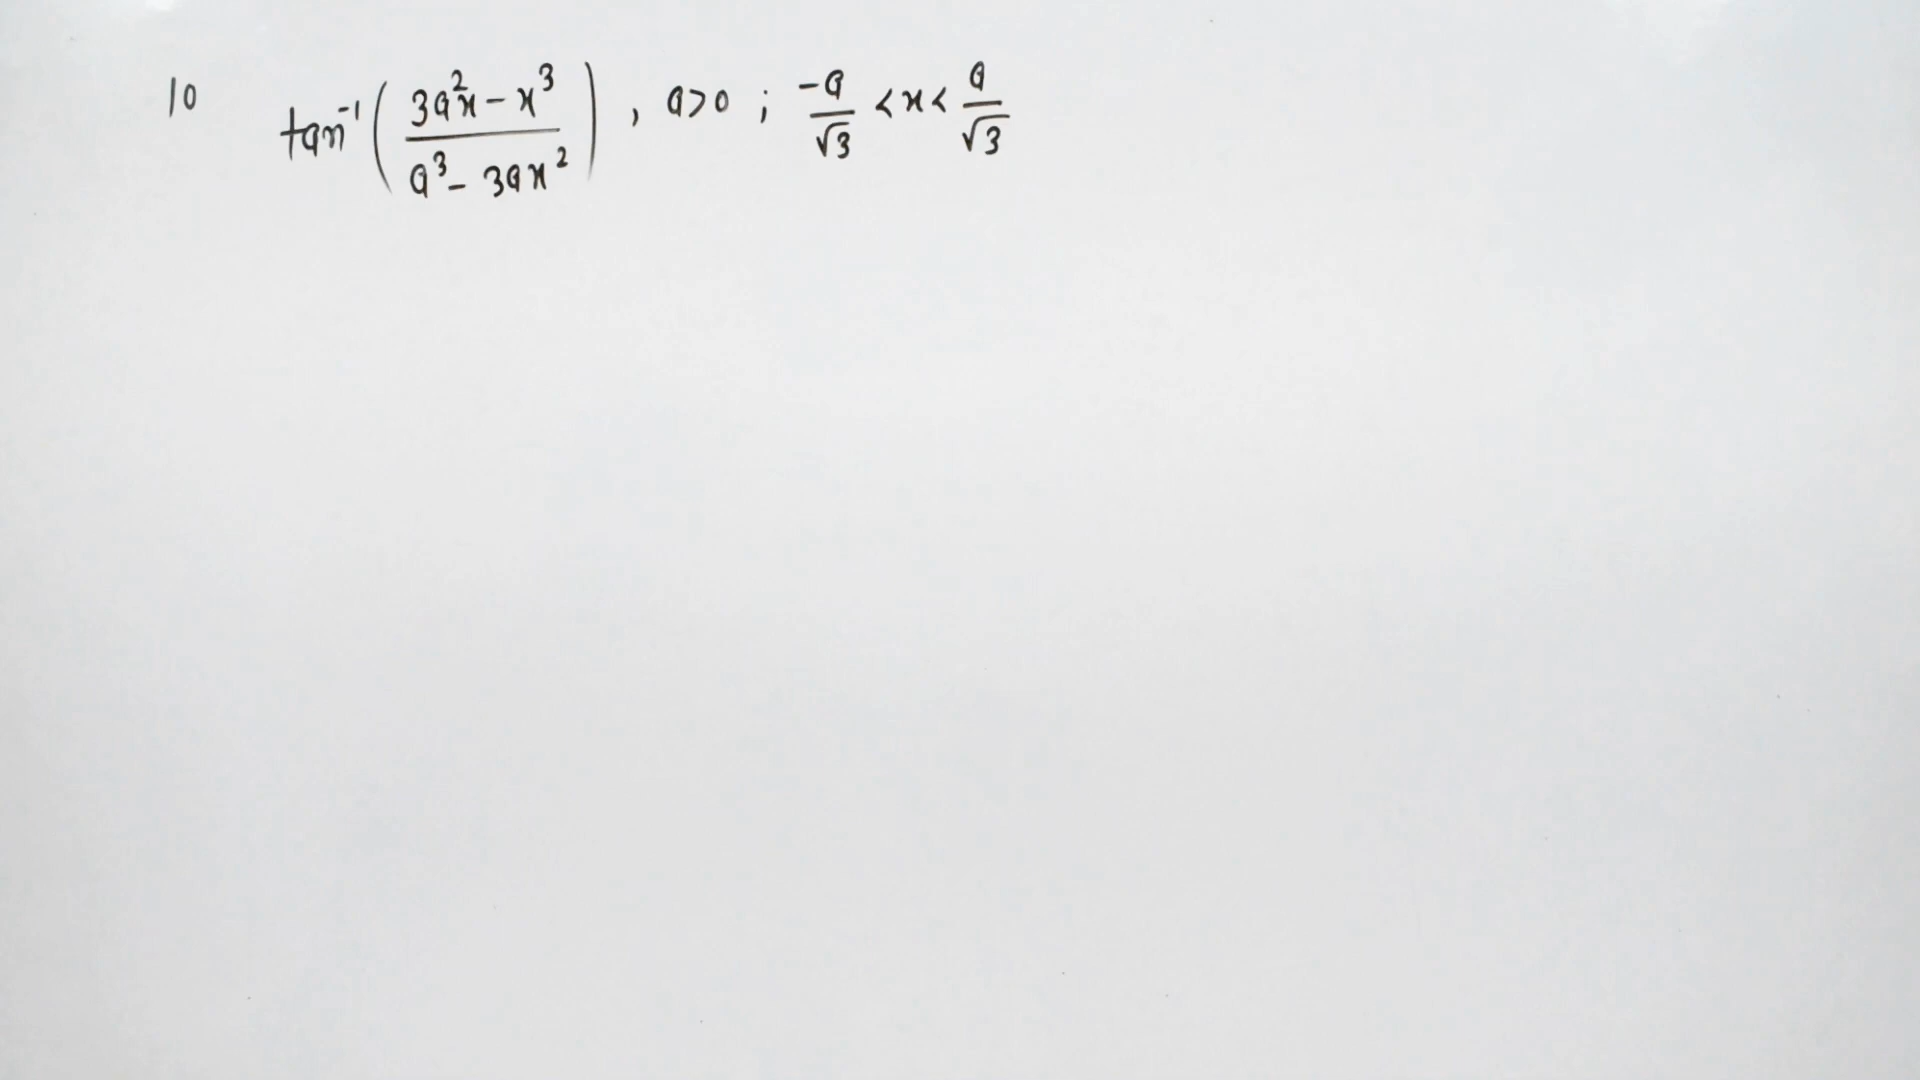 10 tan⁻¹ ( (3a²x − x³) / (a³ − 3ax²) ) , a>0 ; −a/√3 < x < a/√3